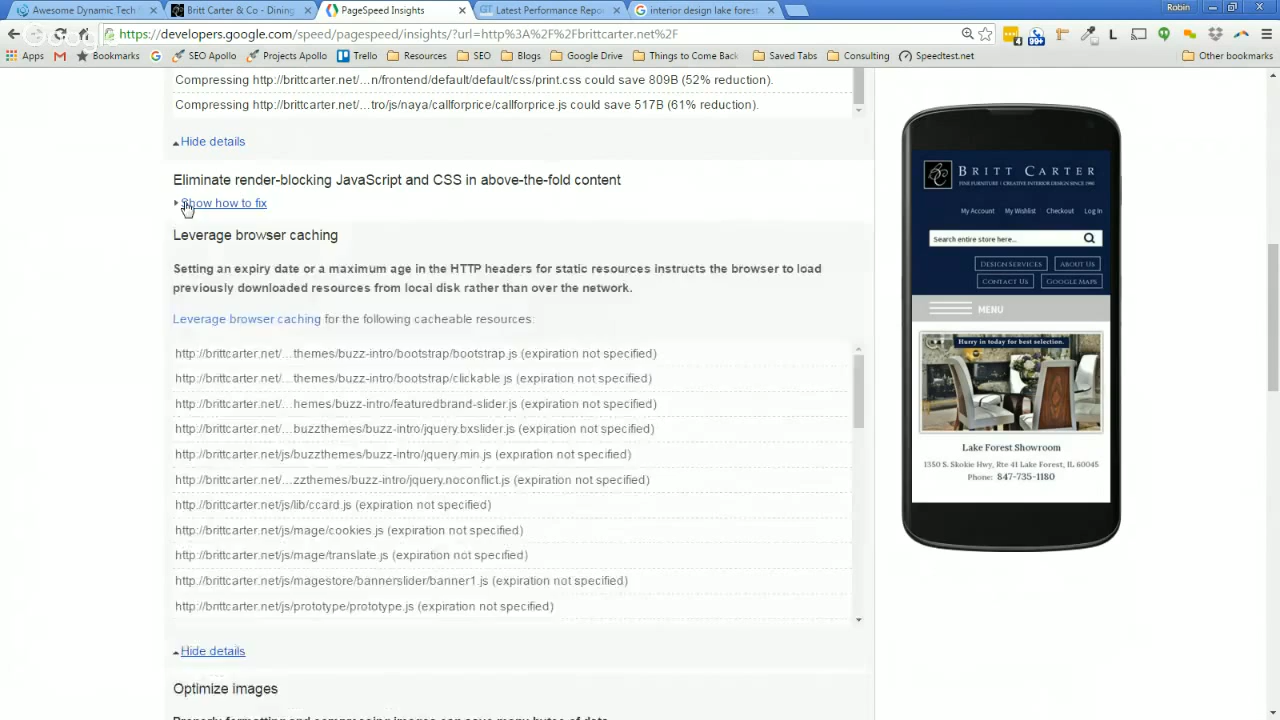 Awesome Dynamic Tech
Britt Carter & Co - Dining
PageSpeed Insights
Latest Performance Repo
interior design lake forest
Robin
https://developers.google.com/speed/pagespeed/insights/?url=http%3A%2F%2Fbrittcarter.net%2F
4
99+
Apps
Bookmarks
SEO Apollo
Projects Apollo
Trello
Resources
SEO
Blogs
Google Drive
Things to Come Back
Saved Tabs
Consulting
Speedtest.net
Other bookmarks
Compressing http://brittcarter.net/…n/frontend/default/default/css/print.css could save 809B (52% reduction).
Compressing http://brittcarter.net/…tro/js/naya/callforprice/callforprice.js could save 517B (61% reduction).
Hide details
Eliminate render-blocking JavaScript and CSS in above-the-fold content
Show how to fix
Leverage browser caching
Setting an expiry date or a maximum age in the HTTP headers for static resources instructs the browser to load
previously downloaded resources from local disk rather than over the network.
Leverage browser caching for the following cacheable resources:
http://brittcarter.net/…themes/buzz-intro/bootstrap/bootstrap.js (expiration not specified)
http://brittcarter.net/…themes/buzz-intro/bootstrap/clickable.js (expiration not specified)
http://brittcarter.net/…hemes/buzz-intro/featuredbrand-slider.js (expiration not specified)
http://brittcarter.net/…buzzthemes/buzz-intro/jquery.bxslider.js (expiration not specified)
http://brittcarter.net/js/buzzthemes/buzz-intro/jquery.min.js (expiration not specified)
http://brittcarter.net/…zthemes/buzz-intro/jquery.noconflict.js (expiration not specified)
http://brittcarter.net/js/lib/ccard.js (expiration not specified)
http://brittcarter.net/js/mage/cookies.js (expiration not specified)
http://brittcarter.net/js/mage/translate.js (expiration not specified)
http://brittcarter.net/js/magestore/bannerslider/banner1.js (expiration not specified)
http://brittcarter.net/js/prototype/prototype.js (expiration not specified)
Hide details
Optimize images
Properly formatting and compressing images can save many bytes of data.
BRITT CARTER
FINE FURNITURE | CREATIVE INTERIOR DESIGN SINCE 1986
My Account
My Wishlist
Checkout
Log In
Search entire store here...
DESIGN SERVICES
ABOUT US
CONTACT US
GOOGLE MAPS
MENU
Hurry in today for best selection.
Lake Forest Showroom
1350 S. Skokie Hwy, Rte 41 Lake Forest, IL 60045
Phone: 847-735-1180